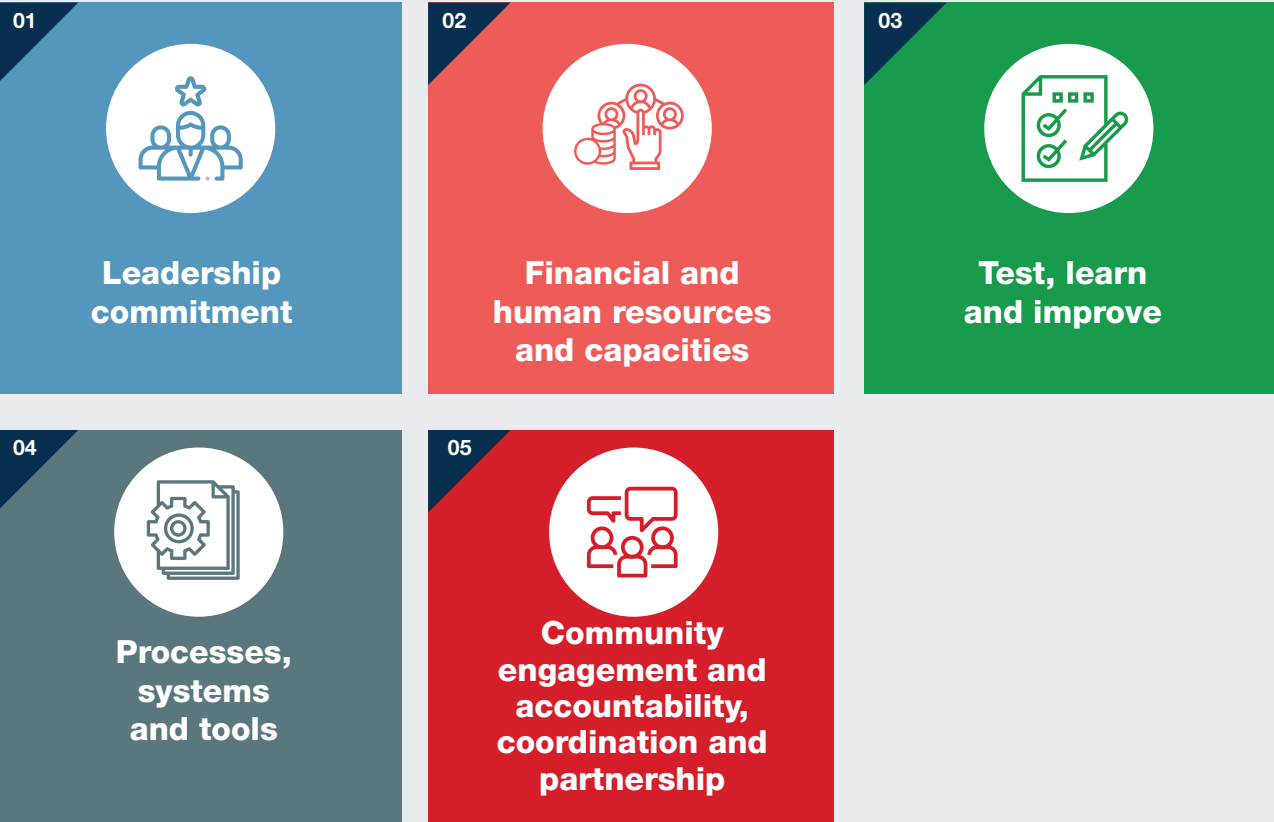 01
Leadership
commitment
02
Financial and
human resources
and capacities
03
Test, learn
and improve
04
Processes,
systems
and tools
05
Community
engagement and
accountability,
coordination and
partnership